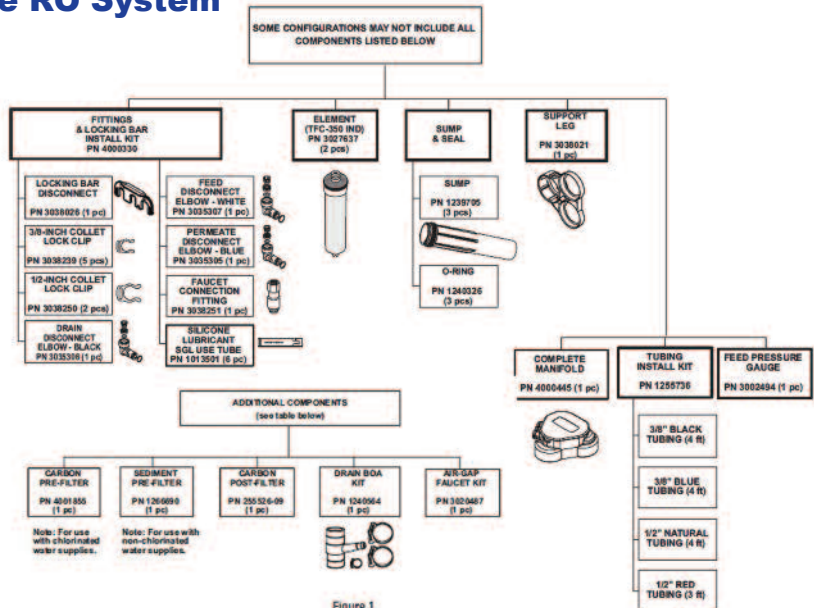 e RO System
SOME CONFIGURATIONS MAY NOT INCLUDE ALL
COMPONENTS LISTED BELOW
FITTINGS
& LOCKING BAR
INSTALL KIT
PN 4000330
LOCKING BAR
DISCONNECT
PN 3038026 (1 pc)
3/8-INCH COLLET
LOCK CLIP
PN 3038239 (5 pcs)
1/2-INCH COLLET
LOCK CLIP
PN 3038250 (2 pcs)
DRAIN
DISCONNECT
ELBOW - BLACK
PN 3035306 (1 pc)
FEED
DISCONNECT
ELBOW - WHITE
PN 3035307 (1 pc)
PERMEATE
DISCONNECT
ELBOW - BLUE
PN 3035305 (1 pc)
FAUCET
CONNECTION
FITTING
PN 3038251 (1 pc)
SILICONE
LUBRICANT
SGL USE TUBE
PN 1013501 (6 pc)
ELEMENT
(TFC-350 IND)
PN 3027637
(2 pcs)
SUMP
& SEAL
SUMP
PN 1239705
(3 pcs)
O-RING
PN 1240326
(3 pcs)
SUPPORT
LEG
PN 3038021
(1 pc)
COMPLETE
MANIFOLD
PN 4000445 (1 pc)
TUBING
INSTALL KIT
PN 1255736
FEED PRESSURE
GAUGE
PN 3002494 (1 pc)
3/8" BLACK
TUBING (4 ft)
3/8" BLUE
TUBING (4 ft)
1/2" NATURAL
TUBING (4 ft)
1/2" RED
TUBING (3 ft)
ADDITIONAL COMPONENTS
(see table below)
CARBON
PRE-FILTER
PN 4001855
(1 pc)
Note: For use
with chlorinated
water supplies.
SEDIMENT
PRE-FILTER
PN 1266690
(1 pc)
Note: For use with
non-chlorinated
water supplies.
CARBON
POST-FILTER
PN 255526-09
(1 pc)
DRAIN BOA
KIT
PN 1240564
(1 pc)
AIR-GAP
FAUCET KIT
PN 3020487
(1 pc)
Figure 1